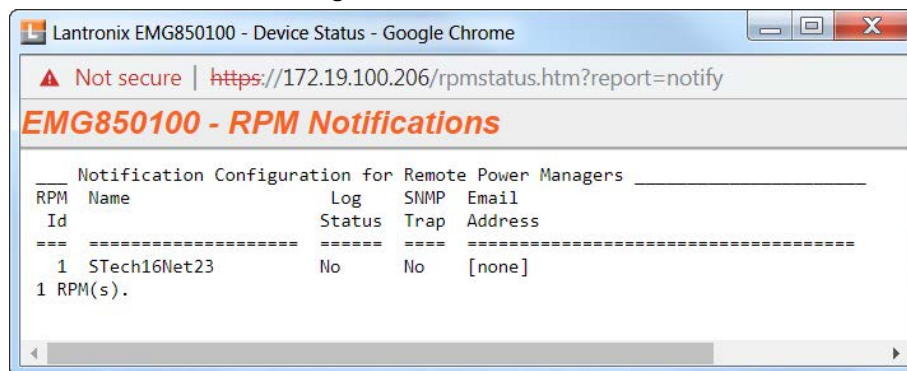 Lantronix EMG850100 - Device Status - Google Chrome
Not secure | https://172.19.100.206/rpmstatus.htm?report=notify
EMG850100 - RPM Notifications
___ Notification Configuration for Remote Power Managers ______________________
RPM Name Log SNMP Email
Id Status Trap Address
=== ==================== ====== ==== =====================================
1 STech16Net23 No No [none]
1 RPM(s).